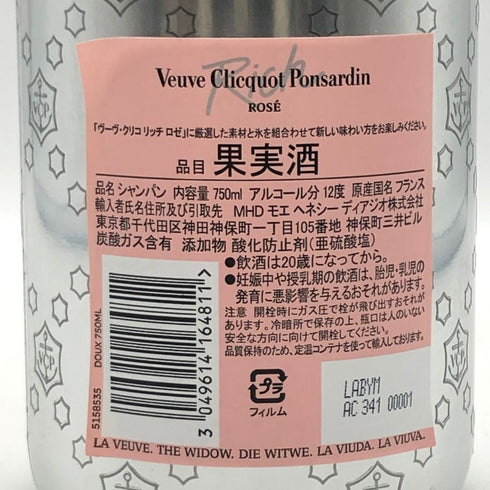 Rich
Veuve Clicquot Ponsardin
ROSÉ
「ヴーヴ・クリコ リッチ ロゼ」に厳選した素材と氷を組合わせて新しい味わい方をお楽しみください。
品目 果実酒
品名 シャンパン 内容量 750ml アルコール分 12度 原産国名 フランス
輸入者氏名住所及び引取先 MHD モエ ヘネシー ディアジオ株式会社
東京都千代田区神田神保町一丁目105番地 神保町三井ビル
炭酸ガス含有 添加物 酸化防止剤(亜硫酸塩)
●飲酒は20歳になってから。
●妊娠中や授乳期の飲酒は、胎児・乳児の
発育に悪影響を与えるおそれがあります。
注意 開栓時にガス圧で栓が飛び出すおそれが
あります。冷暗所で保存の上、瓶口は人のいない
安全な方向に向けて開栓してください。
品質保持のため、定温コンテナを使って輸入しております。
5158535 DOUX 750ML
3 049614 164811 >
プラ
フィルム
LABYM
AC 341 00001
LA VEUVE. THE WIDOW. DIE WITWE. LA VIUDA. LA VIUVA.
VCP